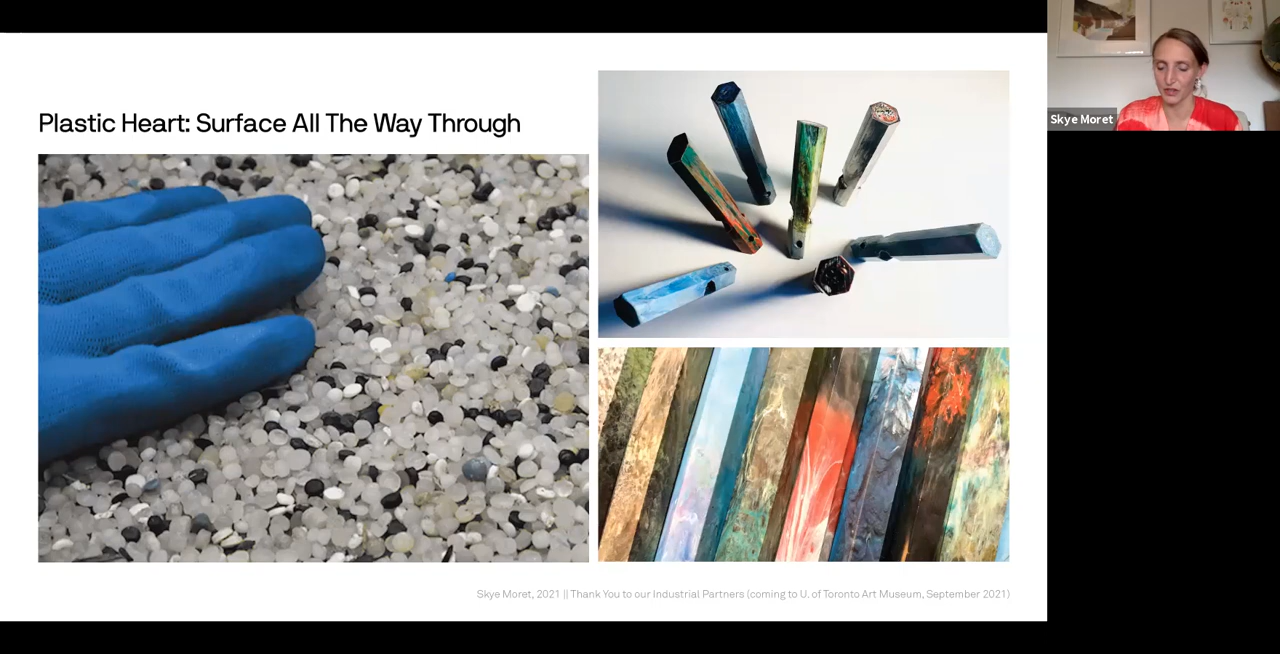 Plastic Heart: Surface All The Way Through
Skye Moret
Skye Moret, 2021 || Thank You to our Industrial Partners (coming to U. of Toronto Art Museum, September 2021)